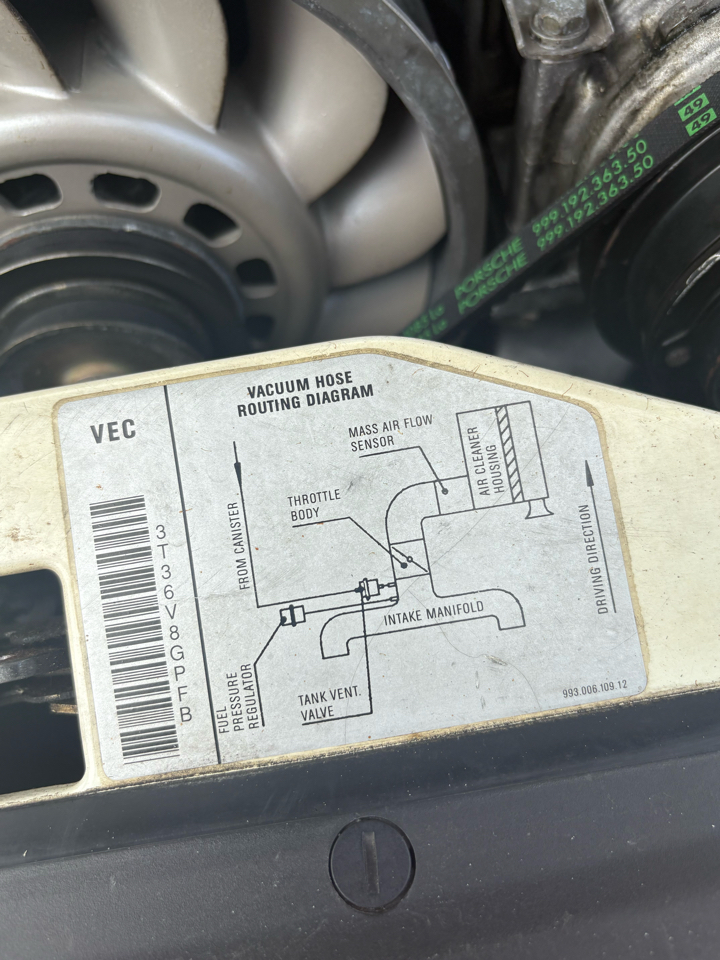 49
49
PORSCHE 999.192.363.50
PORSCHE 999.192.363.50
VEC
3T36V8GPFB
VACUUM HOSE
ROUTING DIAGRAM
MASS AIR FLOW
SENSOR
AIR CLEANER
HOUSING
THROTTLE
BODY
FROM CANISTER
DRIVING DIRECTION
INTAKE MANIFOLD
FUEL
PRESSURE
REGULATOR
TANK VENT.
VALVE
993.006.109.12